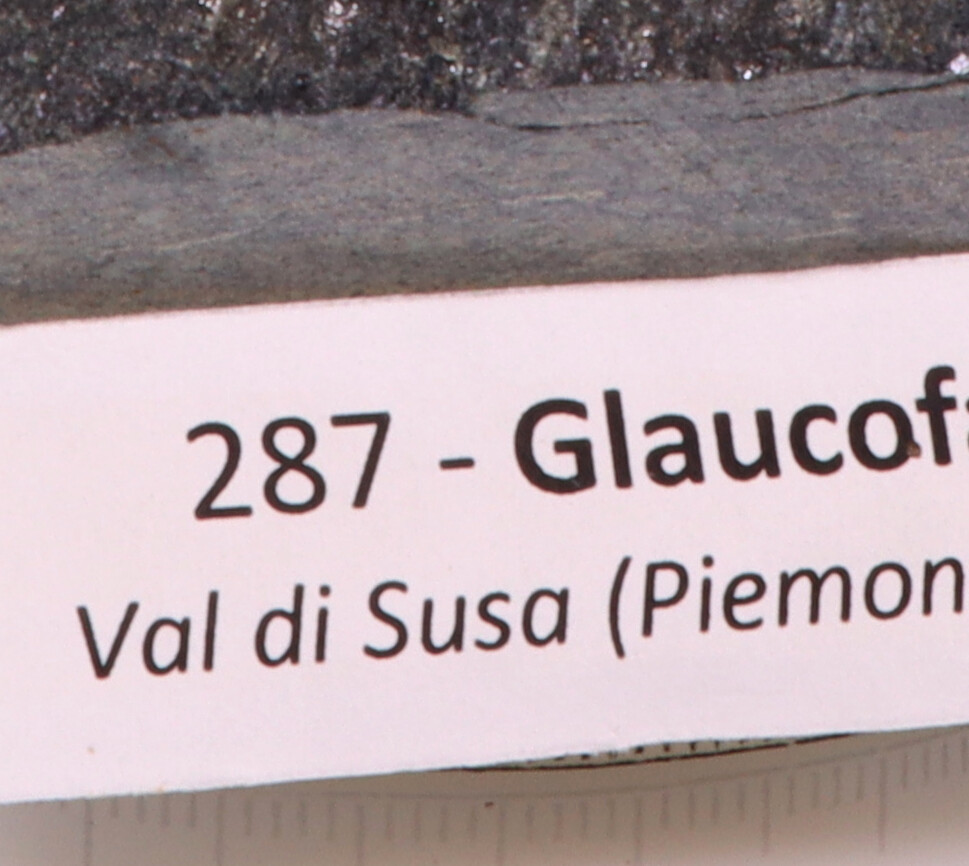 287 - Glaucof
Val di Susa (Piemon